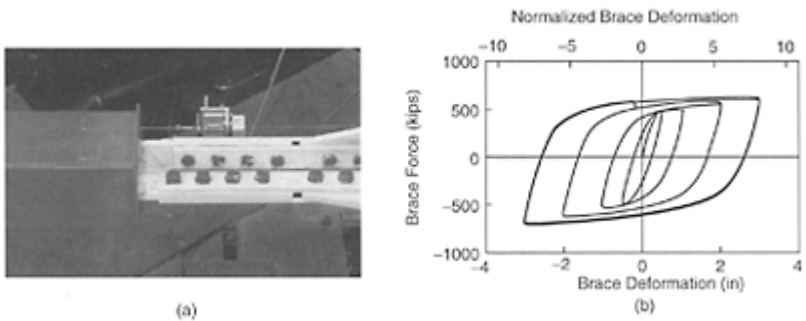 Normalized Brace Deformation
−10 −5 0 5 10
1000
500
0
−500
−1000
Brace Force (kips)
−4 −2 0 2 4
Brace Deformation (in)
(a)
(b)